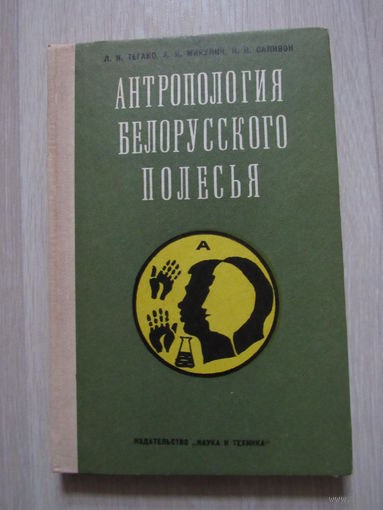 Л. И. ТЕГАКО, А. И. МИКУЛИЧ, И. И. САЛИВОН
АНТРОПОЛОГИЯ
БЕЛОРУССКОГО
ПОЛЕСЬЯ
А
ИЗДАТЕЛЬСТВО „НАУКА И ТЕХНИКА"